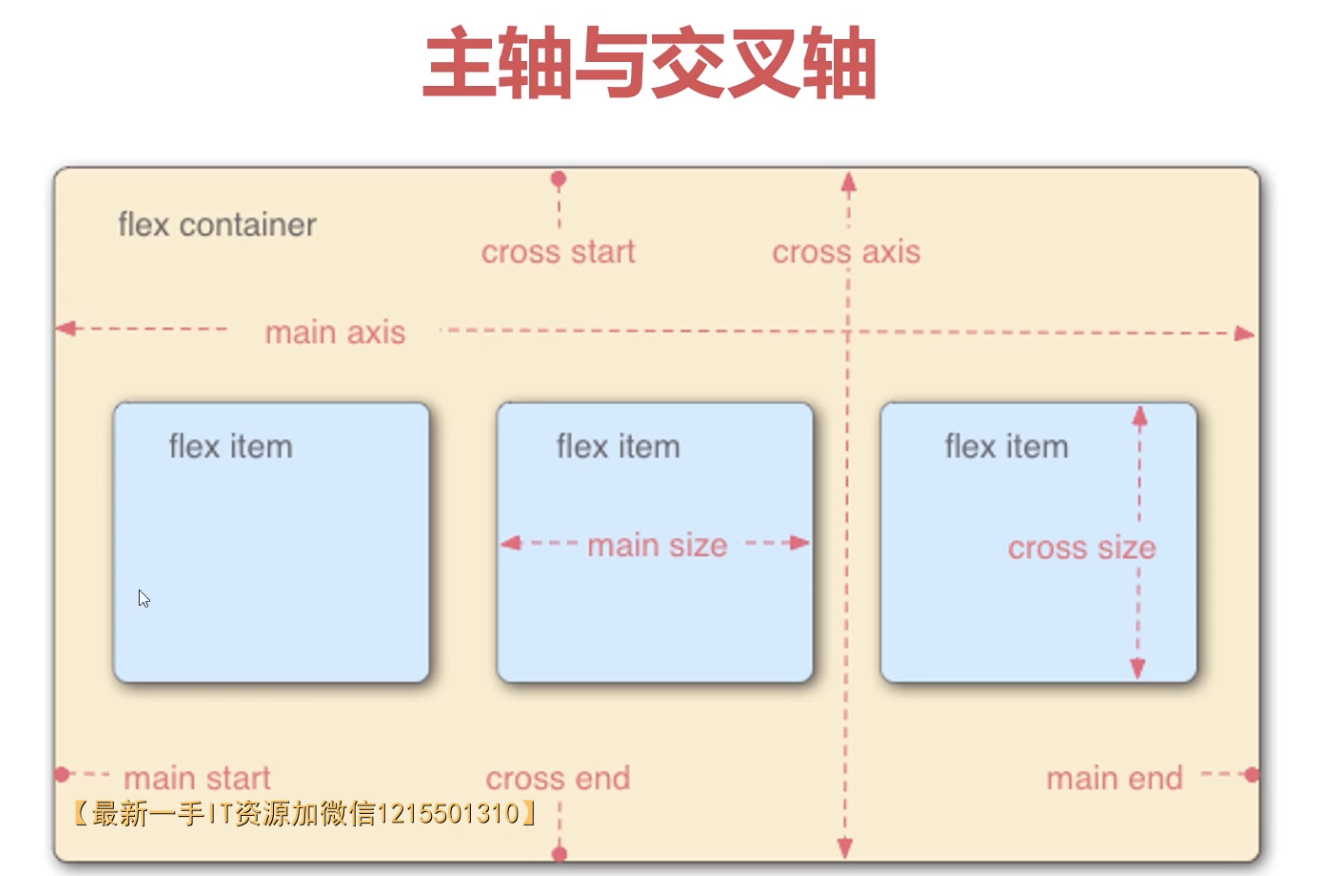 主轴与交叉轴
flex container
cross start
cross axis
main axis
flex item
flex item
flex item
main size
cross size
main start
cross end
main end
【最新一手IT资源加微信1215501310】